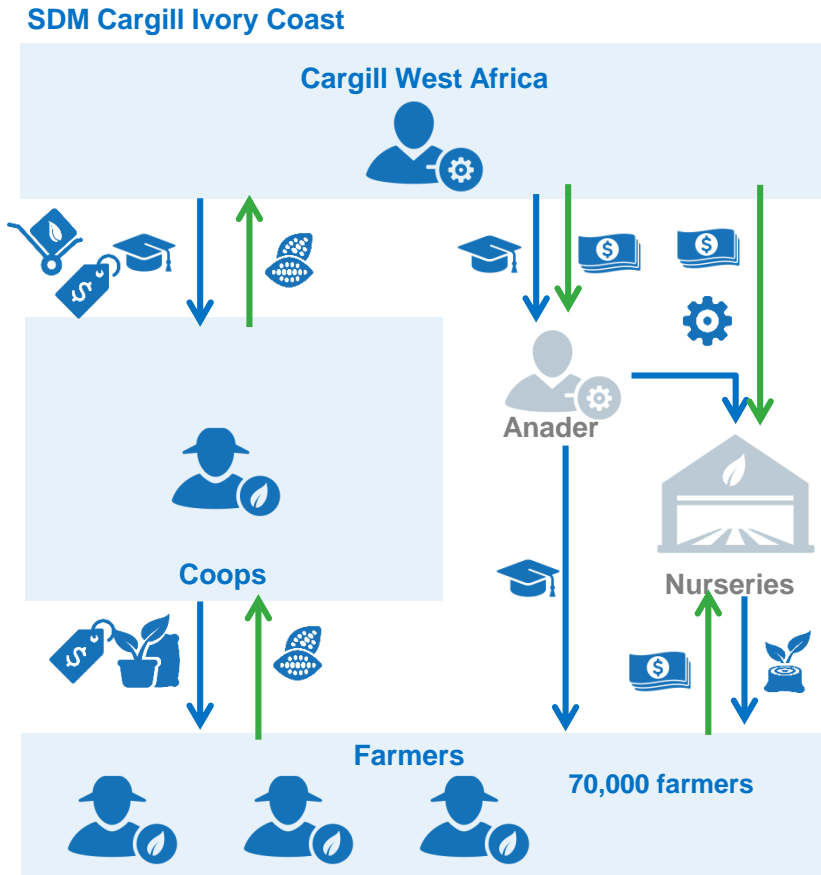 SDM Cargill Ivory Coast
Cargill West Africa
$
$
$
Anader
Coops
Nurseries
$
$
Farmers
70,000 farmers